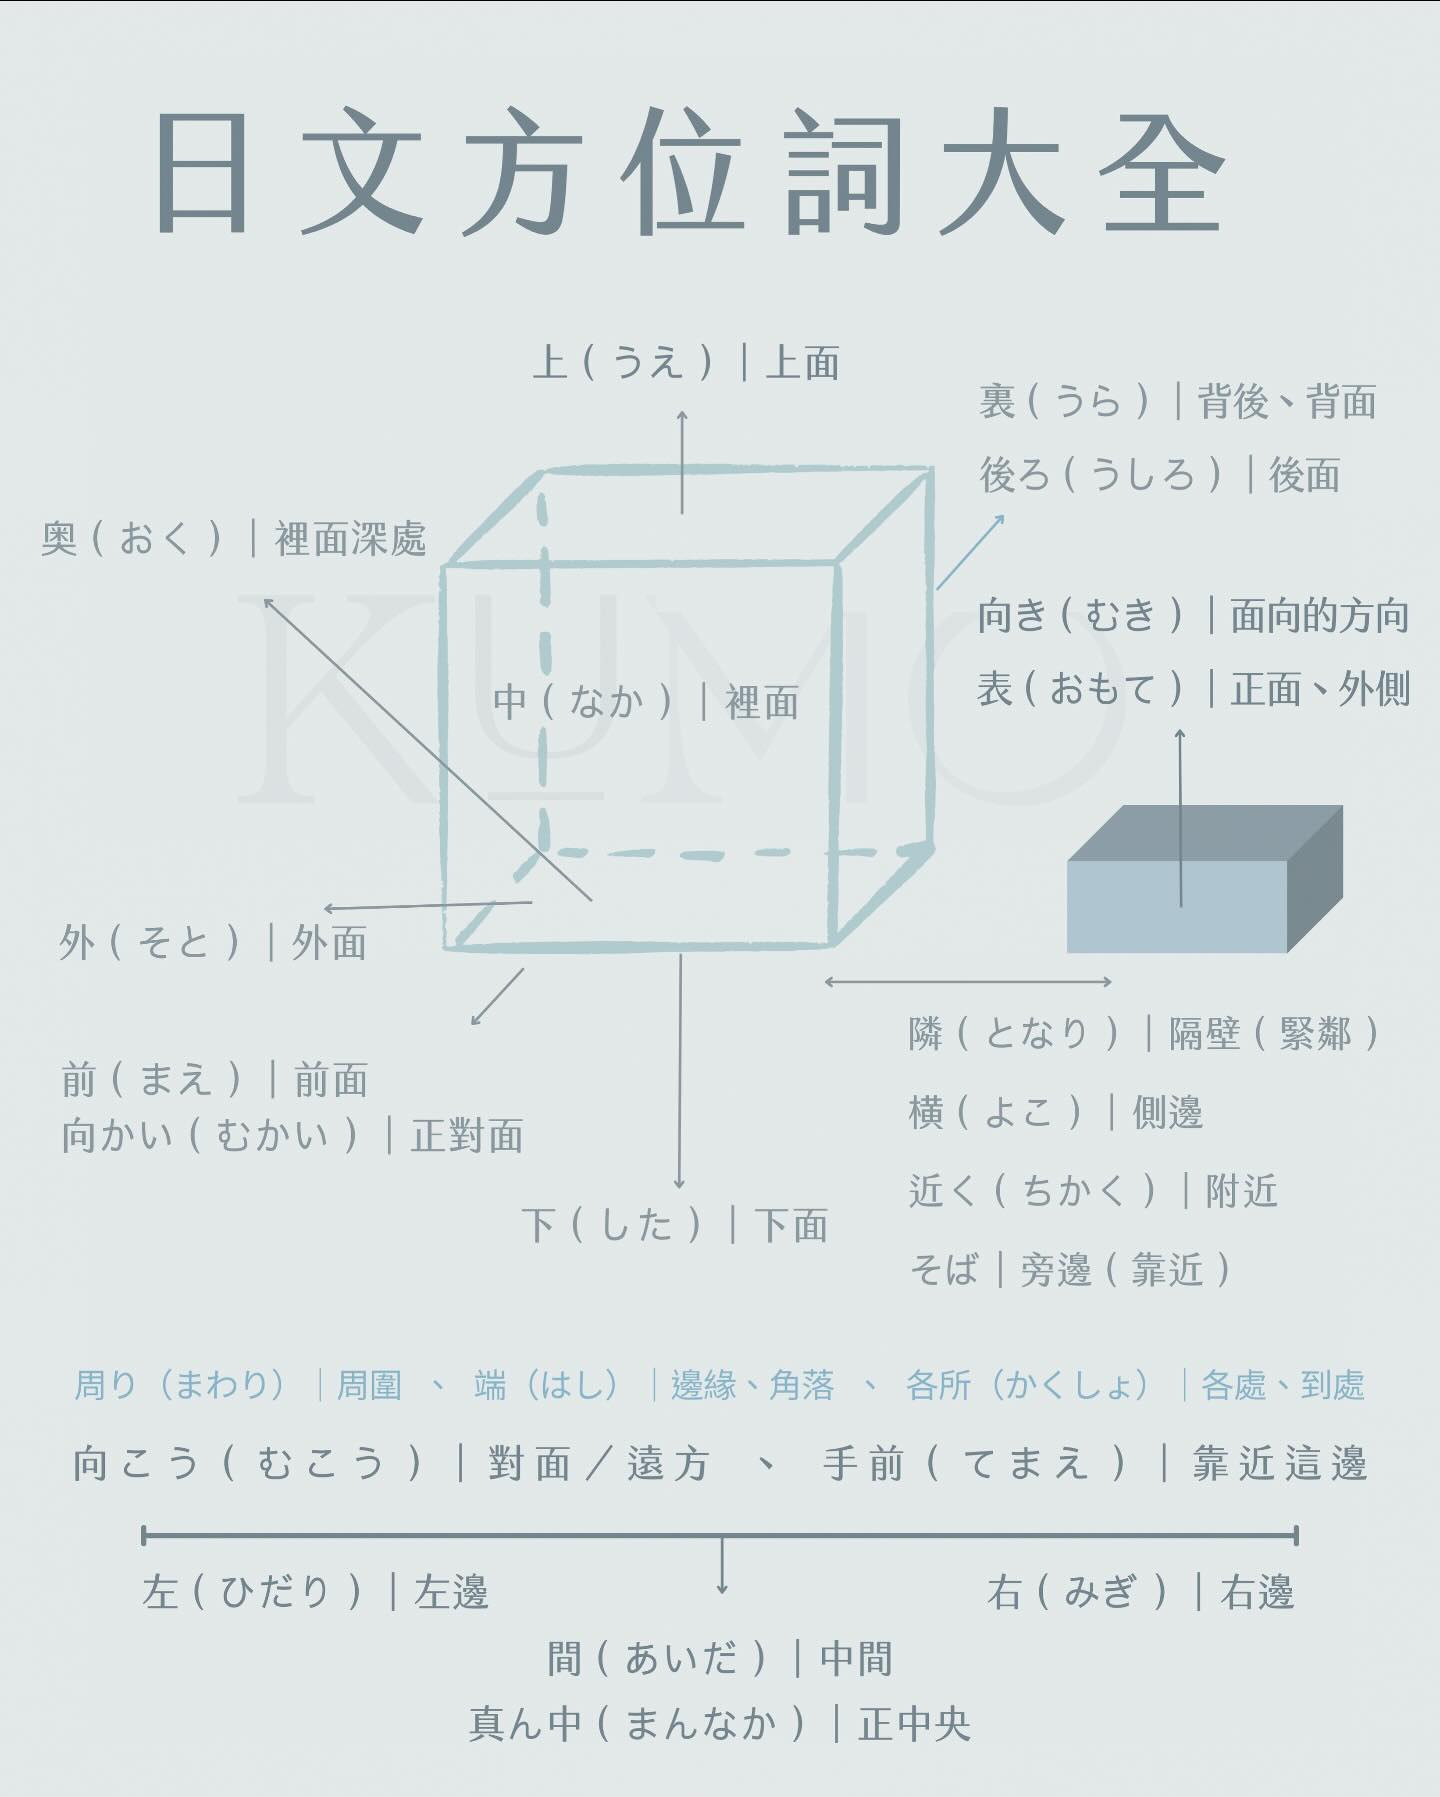 日文方位詞大全
上(うえ)|上面
裏(うら)|背後、背面
後ろ(うしろ)|後面
奥(おく)|裡面深處
向き(むき)|面向的方向
表(おもて)|正面、外側
KUMO
中(なか)|裡面
外(そと)|外面
前(まえ)|前面
向かい(むかい)|正對面
下(した)|下面
隣(となり)|隔壁(緊鄰)
横(よこ)|側邊
近く(ちかく)|附近
そば|旁邊(靠近)
周り(まわり)|周圍 、 端(はし)|邊緣、角落 、 各所(かくしょ)|各處、到處
向こう(むこう)|對面/遠方 、 手前(てまえ)|靠近這邊
左(ひだり)|左邊
右(みぎ)|右邊
間(あいだ)|中間
真ん中(まんなか)|正中央